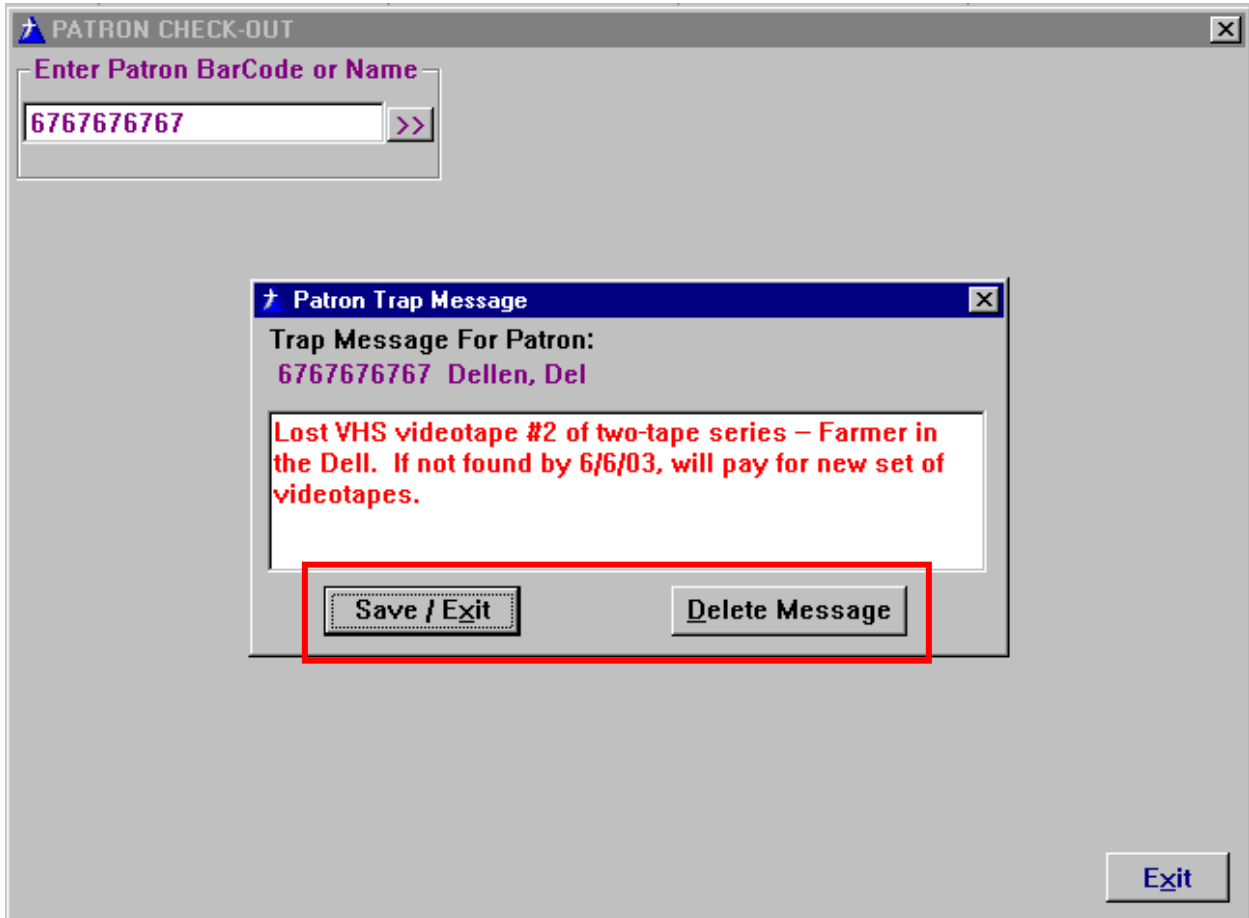 PATRON CHECK-OUT
Enter Patron BarCode or Name
6767676767
>>
Patron Trap Message
Trap Message For Patron:
6767676767 Dellen, Del
Lost VHS videotape #2 of two-tape series – Farmer in
the Dell. If not found by 6/6/03, will pay for new set of
videotapes.
Save / Exit
Delete Message
Exit